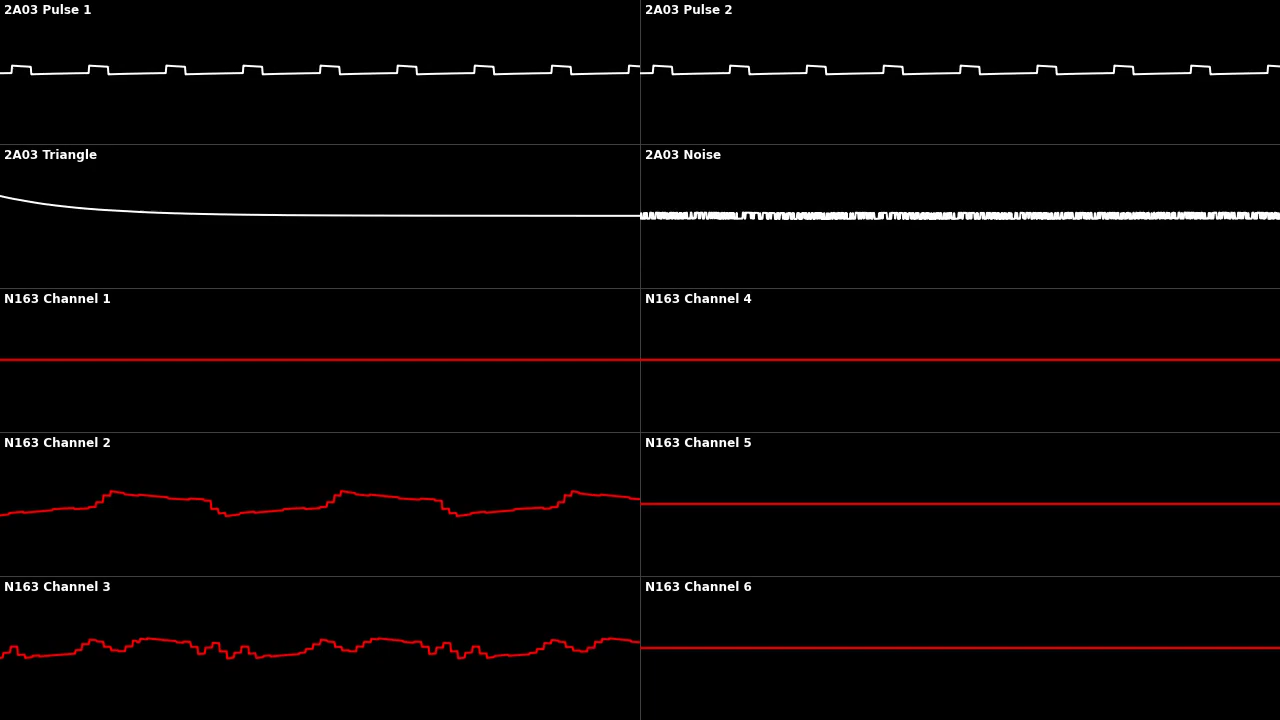 2A03 Pulse 1
2A03 Pulse 2
2A03 Triangle
2A03 Noise
N163 Channel 1
N163 Channel 4
N163 Channel 2
N163 Channel 5
N163 Channel 3
N163 Channel 6